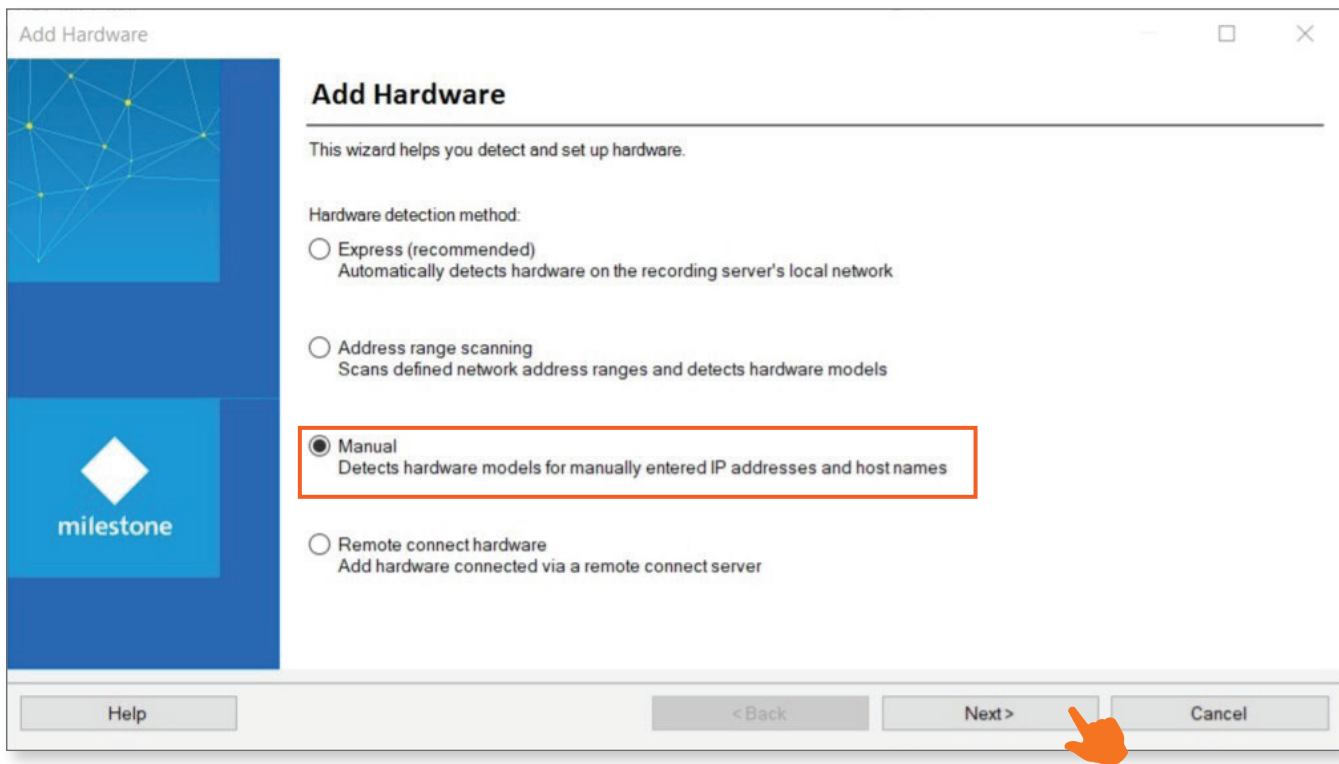 Add Hardware
Add Hardware
This wizard helps you detect and set up hardware.
Hardware detection method:
Express (recommended)
Automatically detects hardware on the recording server's local network
Address range scanning
Scans defined network address ranges and detects hardware models
Manual
Detects hardware models for manually entered IP addresses and host names
milestone
Remote connect hardware
Add hardware connected via a remote connect server
Help
< Back
Next >
Cancel